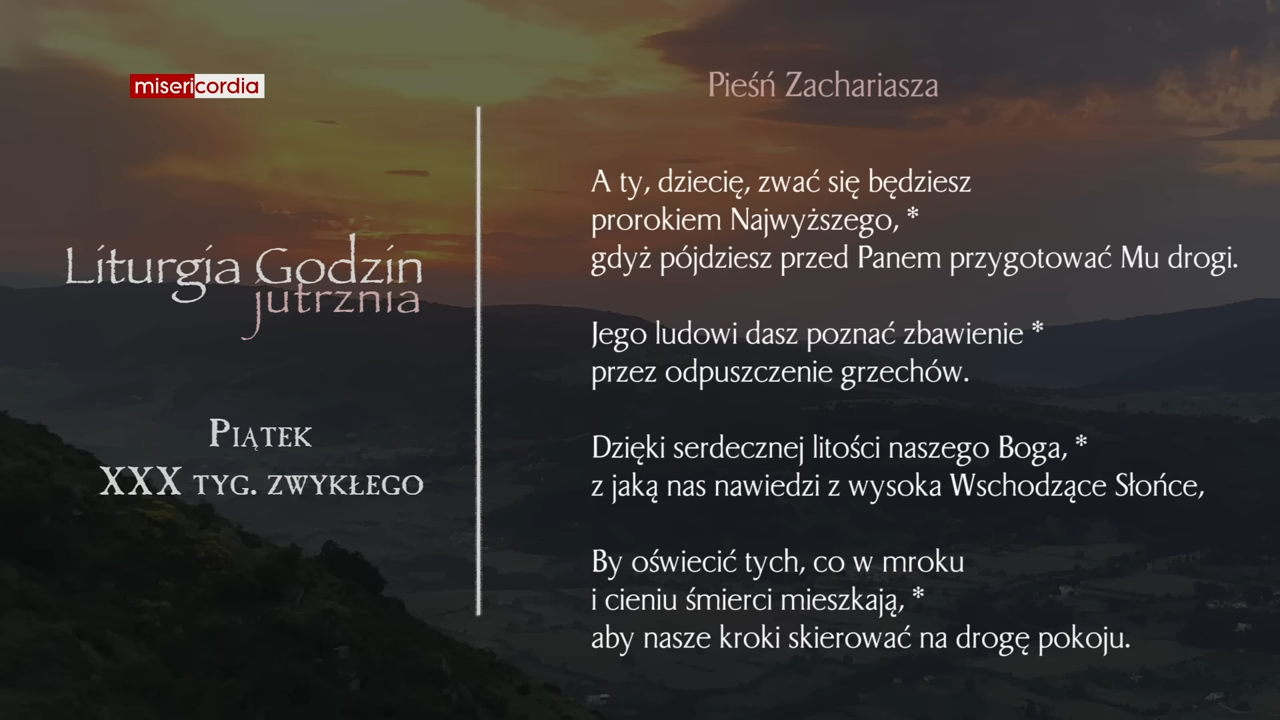 misericordia
Liturgia Godzin
jutrznia
Piątek
XXX tyg. zwykłego
Pieśń Zachariasza
A ty, dziecię, zwać się będziesz
prorokiem Najwyższego, *
gdyż pójdziesz przed Panem przygotować Mu drogi.
Jego ludowi dasz poznać zbawienie *
przez odpuszczenie grzechów.
Dzięki serdecznej litości naszego Boga, *
z jaką nas nawiedzi z wysoka Wschodzące Słońce,
By oświecić tych, co w mroku
i cieniu śmierci mieszkają, *
aby nasze kroki skierować na drogę pokoju.